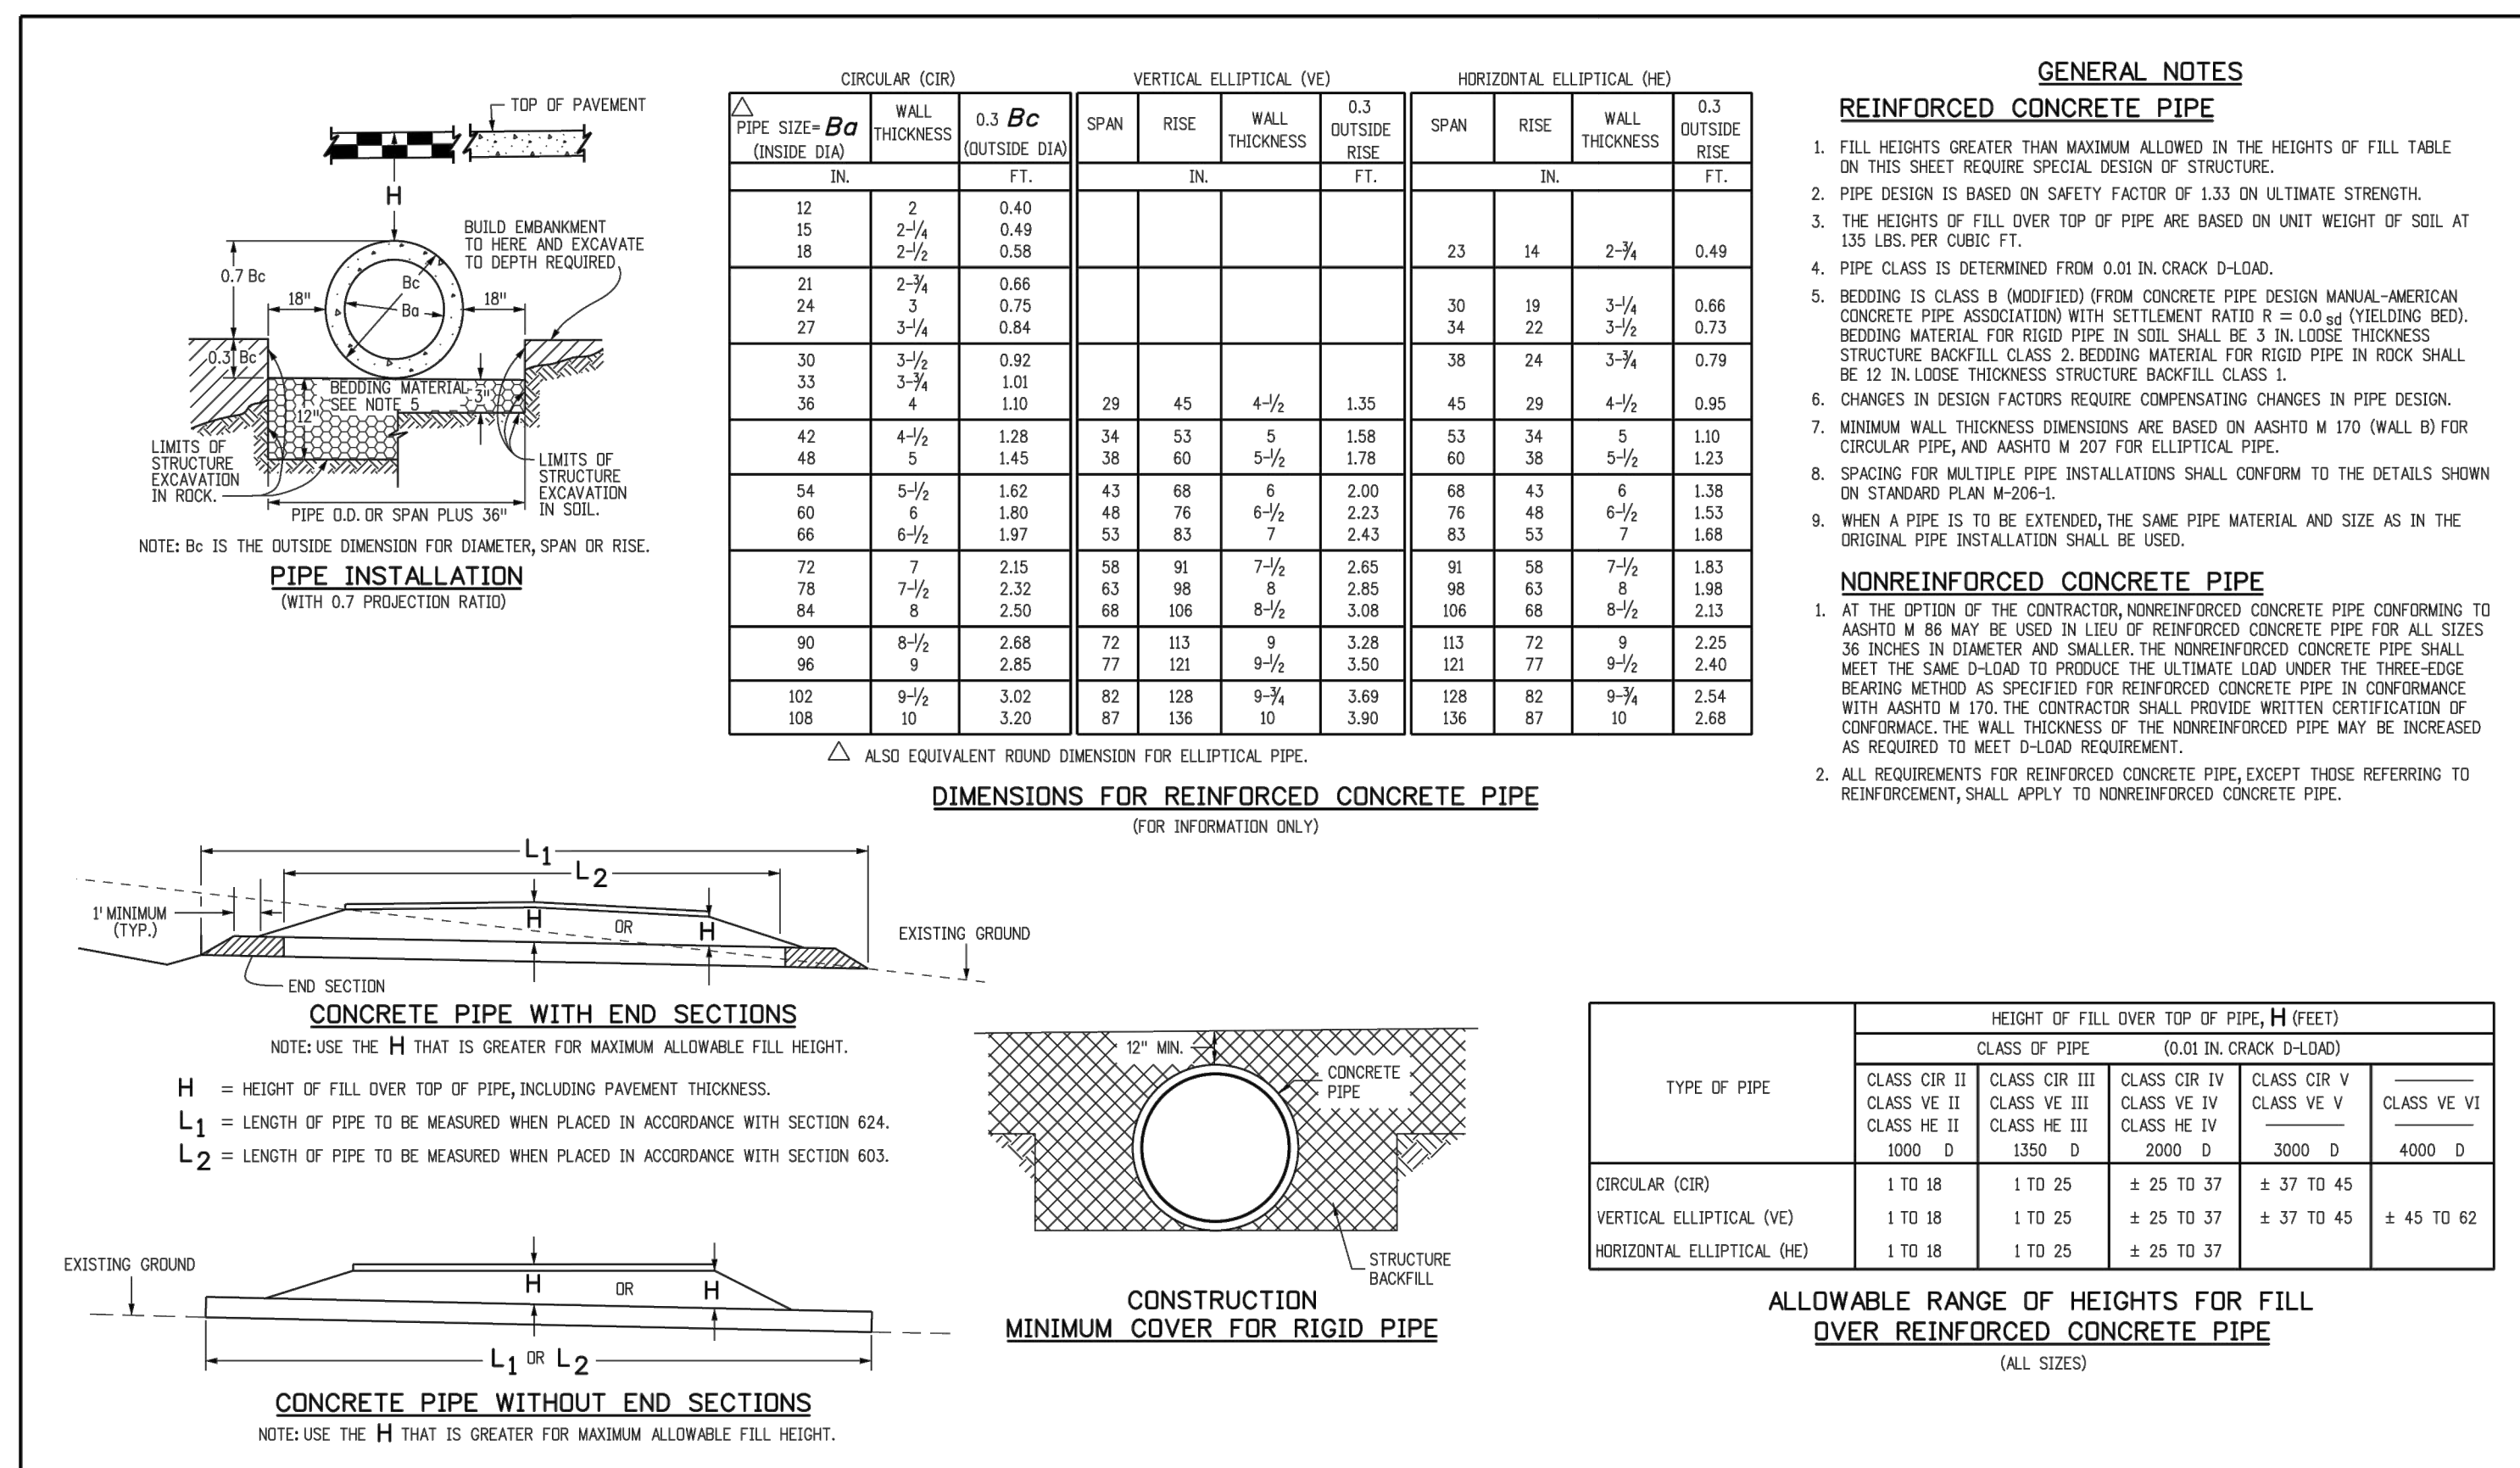 TOP OF PAVEMENT
H
BUILD EMBANKMENT
TO HERE AND EXCAVATE
TO DEPTH REQUIRED
0.7 Bc
18"
Bc
Ba
18"
0.3 Bc
BEDDING MATERIAL
SEE NOTE 5
3"
12"
LIMITS OF
STRUCTURE
EXCAVATION
IN ROCK.
LIMITS OF
STRUCTURE
EXCAVATION
IN SOIL.
PIPE O.D. OR SPAN PLUS 36"
NOTE: Bc IS THE OUTSIDE DIMENSION FOR DIAMETER, SPAN OR RISE.
PIPE INSTALLATION
(WITH 0.7 PROJECTION RATIO)
CIRCULAR (CIR) VERTICAL ELLIPTICAL (VE) HORIZONTAL ELLIPTICAL (HE)
△ PIPE SIZE= Ba (INSIDE DIA) WALL THICKNESS 0.3 Bc (OUTSIDE DIA) SPAN RISE WALL THICKNESS 0.3 OUTSIDE RISE SPAN RISE WALL THICKNESS 0.3 OUTSIDE RISE
IN. FT. IN. FT. IN. FT.
12 2 0.40
15 2-1/4 0.49
18 2-1/2 0.58 23 14 2-3/4 0.49
21 2-3/4 0.66
24 3 0.75 30 19 3-1/4 0.66
27 3-1/4 0.84 34 22 3-1/2 0.73
30 3-1/2 0.92 38 24 3-3/4 0.79
33 3-3/4 1.01
36 4 1.10 29 45 4-1/2 1.35 45 29 4-1/2 0.95
42 4-1/2 1.28 34 53 5 1.58 53 34 5 1.10
48 5 1.45 38 60 5-1/2 1.78 60 38 5-1/2 1.23
54 5-1/2 1.62 43 68 6 2.00 68 43 6 1.38
60 6 1.80 48 76 6-1/2 2.23 76 48 6-1/2 1.53
66 6-1/2 1.97 53 83 7 2.43 83 53 7 1.68
72 7 2.15 58 91 7-1/2 2.65 91 58 7-1/2 1.83
78 7-1/2 2.32 63 98 8 2.85 98 63 8 1.98
84 8 2.50 68 106 8-1/2 3.08 106 68 8-1/2 2.13
90 8-1/2 2.68 72 113 9 3.28 113 72 9 2.25
96 9 2.85 77 121 9-1/2 3.50 121 77 9-1/2 2.40
102 9-1/2 3.02 82 128 9-3/4 3.69 128 82 9-3/4 2.54
108 10 3.20 87 136 10 3.90 136 87 10 2.68
△ ALSO EQUIVALENT ROUND DIMENSION FOR ELLIPTICAL PIPE.
DIMENSIONS FOR REINFORCED CONCRETE PIPE
(FOR INFORMATION ONLY)
GENERAL NOTES
REINFORCED CONCRETE PIPE
1. FILL HEIGHTS GREATER THAN MAXIMUM ALLOWED IN THE HEIGHTS OF FILL TABLE
ON THIS SHEET REQUIRE SPECIAL DESIGN OF STRUCTURE.
2. PIPE DESIGN IS BASED ON SAFETY FACTOR OF 1.33 ON ULTIMATE STRENGTH.
3. THE HEIGHTS OF FILL OVER TOP OF PIPE ARE BASED ON UNIT WEIGHT OF SOIL AT
135 LBS. PER CUBIC FT.
4. PIPE CLASS IS DETERMINED FROM 0.01 IN. CRACK D-LOAD.
5. BEDDING IS CLASS B (MODIFIED) (FROM CONCRETE PIPE DESIGN MANUAL-AMERICAN
CONCRETE PIPE ASSOCIATION) WITH SETTLEMENT RATIO R = 0.0 sd (YIELDING BED).
BEDDING MATERIAL FOR RIGID PIPE IN SOIL SHALL BE 3 IN. LOOSE THICKNESS
STRUCTURE BACKFILL CLASS 2. BEDDING MATERIAL FOR RIGID PIPE IN ROCK SHALL
BE 12 IN. LOOSE THICKNESS STRUCTURE BACKFILL CLASS 1.
6. CHANGES IN DESIGN FACTORS REQUIRE COMPENSATING CHANGES IN PIPE DESIGN.
7. MINIMUM WALL THICKNESS DIMENSIONS ARE BASED ON AASHTO M 170 (WALL B) FOR
CIRCULAR PIPE, AND AASHTO M 207 FOR ELLIPTICAL PIPE.
8. SPACING FOR MULTIPLE PIPE INSTALLATIONS SHALL CONFORM TO THE DETAILS SHOWN
ON STANDARD PLAN M-206-1.
9. WHEN A PIPE IS TO BE EXTENDED, THE SAME PIPE MATERIAL AND SIZE AS IN THE
ORIGINAL PIPE INSTALLATION SHALL BE USED.
NONREINFORCED CONCRETE PIPE
1. AT THE OPTION OF THE CONTRACTOR, NONREINFORCED CONCRETE PIPE CONFORMING TO
AASHTO M 86 MAY BE USED IN LIEU OF REINFORCED CONCRETE PIPE FOR ALL SIZES
36 INCHES IN DIAMETER AND SMALLER. THE NONREINFORCED CONCRETE PIPE SHALL
MEET THE SAME D-LOAD TO PRODUCE THE ULTIMATE LOAD UNDER THE THREE-EDGE
BEARING METHOD AS SPECIFIED FOR REINFORCED CONCRETE PIPE IN CONFORMANCE
WITH AASHTO M 170. THE CONTRACTOR SHALL PROVIDE WRITTEN CERTIFICATION OF
CONFORMACE. THE WALL THICKNESS OF THE NONREINFORCED PIPE MAY BE INCREASED
AS REQUIRED TO MEET D-LOAD REQUIREMENT.
2. ALL REQUIREMENTS FOR REINFORCED CONCRETE PIPE, EXCEPT THOSE REFERRING TO
REINFORCEMENT, SHALL APPLY TO NONREINFORCED CONCRETE PIPE.
L1
L2
1' MINIMUM
(TYP.)
H OR H
EXISTING GROUND
END SECTION
CONCRETE PIPE WITH END SECTIONS
NOTE: USE THE H THAT IS GREATER FOR MAXIMUM ALLOWABLE FILL HEIGHT.
H = HEIGHT OF FILL OVER TOP OF PIPE, INCLUDING PAVEMENT THICKNESS.
L1 = LENGTH OF PIPE TO BE MEASURED WHEN PLACED IN ACCORDANCE WITH SECTION 624.
L2 = LENGTH OF PIPE TO BE MEASURED WHEN PLACED IN ACCORDANCE WITH SECTION 603.
EXISTING GROUND
H OR H
L1 OR L2
CONCRETE PIPE WITHOUT END SECTIONS
NOTE: USE THE H THAT IS GREATER FOR MAXIMUM ALLOWABLE FILL HEIGHT.
12" MIN.
CONCRETE
PIPE
STRUCTURE
BACKFILL
CONSTRUCTION
MINIMUM COVER FOR RIGID PIPE
TYPE OF PIPE
HEIGHT OF FILL OVER TOP OF PIPE, H (FEET)
CLASS OF PIPE (0.01 IN. CRACK D-LOAD)
CLASS CIR II CLASS CIR III CLASS CIR IV CLASS CIR V
CLASS VE II CLASS VE III CLASS VE IV CLASS VE V CLASS VE VI
CLASS HE II CLASS HE III CLASS HE IV
1000 D 1350 D 2000 D 3000 D 4000 D
CIRCULAR (CIR) 1 TO 18 1 TO 25 ± 25 TO 37 ± 37 TO 45
VERTICAL ELLIPTICAL (VE) 1 TO 18 1 TO 25 ± 25 TO 37 ± 37 TO 45 ± 45 TO 62
HORIZONTAL ELLIPTICAL (HE) 1 TO 18 1 TO 25 ± 25 TO 37
ALLOWABLE RANGE OF HEIGHTS FOR FILL
OVER REINFORCED CONCRETE PIPE
(ALL SIZES)